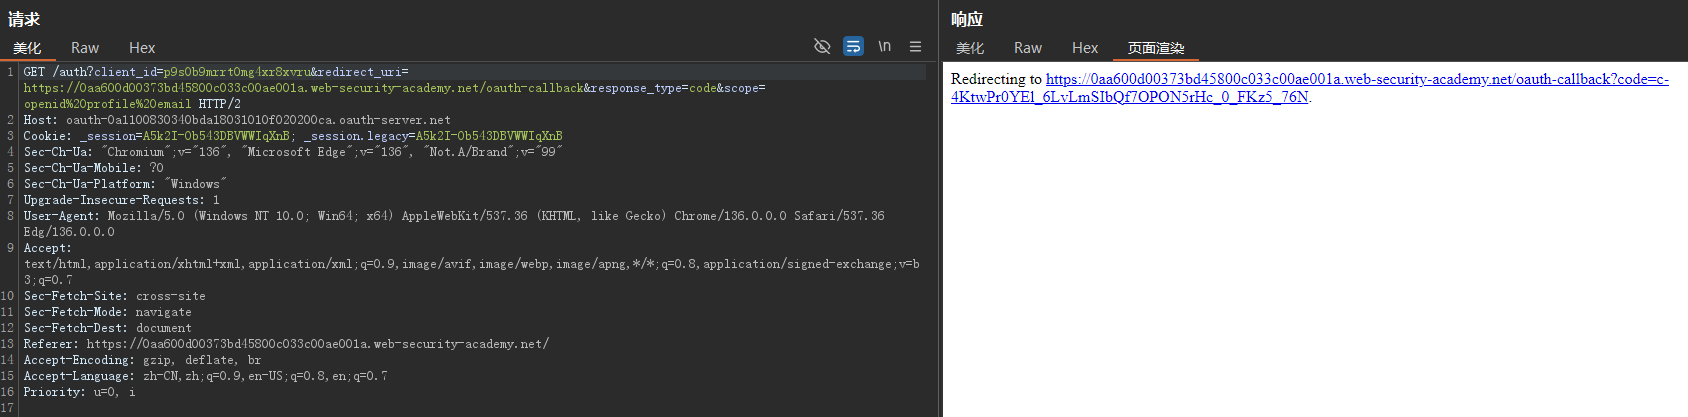 请求
美化 Raw Hex
\n
1 GET /auth?client_id=p9s0b9mrrt0mg4xr8xvru&redirect_uri=
https://0aa600d00373bd45800c033c00ae001a.web-security-academy.net/oauth-callback&response_type=code&scope=
openid%20profile%20email HTTP/2
2 Host: oauth-0a1100830340bda18031010f020200ca.oauth-server.net
3 Cookie: _session=A5k2I-0b543DBVWWIqXnB; _session.legacy=A5k2I-0b543DBVWWIqXnB
4 Sec-Ch-Ua: "Chromium";v="136", "Microsoft Edge";v="136", "Not.A/Brand";v="99"
5 Sec-Ch-Ua-Mobile: ?0
6 Sec-Ch-Ua-Platform: "Windows"
7 Upgrade-Insecure-Requests: 1
8 User-Agent: Mozilla/5.0 (Windows NT 10.0; Win64; x64) AppleWebKit/537.36 (KHTML, like Gecko) Chrome/136.0.0.0 Safari/537.36
Edg/136.0.0.0
9 Accept:
text/html,application/xhtml+xml,application/xml;q=0.9,image/avif,image/webp,image/apng,*/*;q=0.8,application/signed-exchange;v=b
3;q=0.7
10 Sec-Fetch-Site: cross-site
11 Sec-Fetch-Mode: navigate
12 Sec-Fetch-Dest: document
13 Referer: https://0aa600d00373bd45800c033c00ae001a.web-security-academy.net/
14 Accept-Encoding: gzip, deflate, br
15 Accept-Language: zh-CN,zh;q=0.9,en-US;q=0.8,en;q=0.7
16 Priority: u=0, i
17
响应
美化 Raw Hex 页面渲染
Redirecting to https://0aa600d00373bd45800c033c00ae001a.web-security-academy.net/oauth-callback?code=c-
4KtwPr0YEl_6LvLmSIbQf7OPON5rHc_0_FKz5_76N.